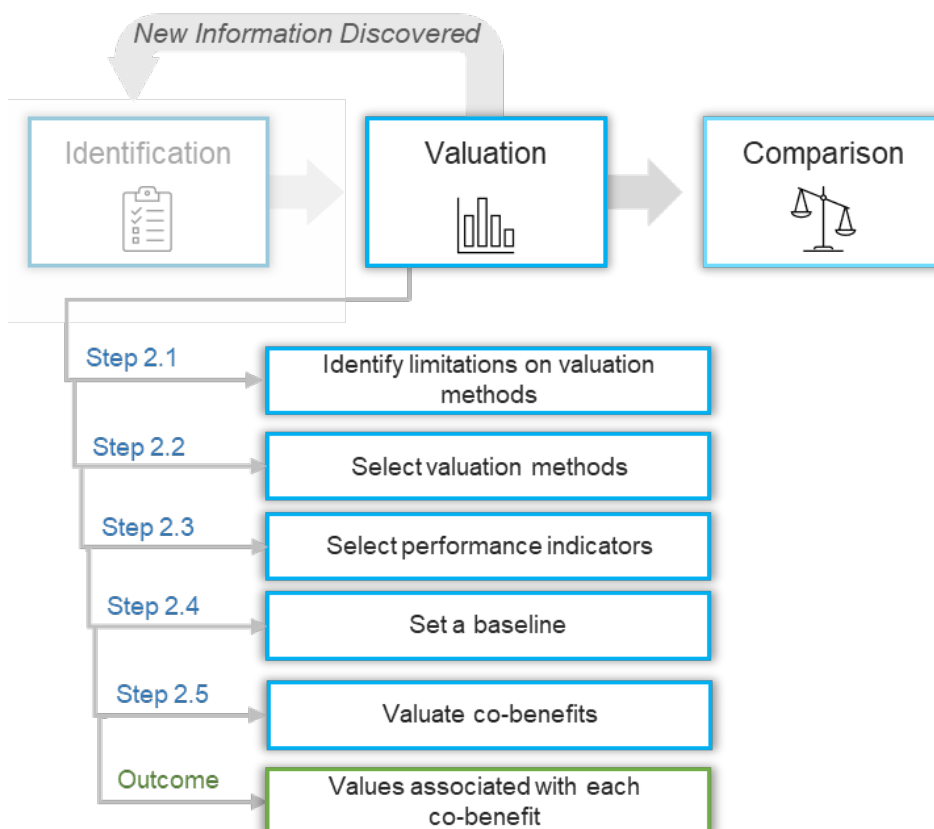 New Information Discovered
Identification
Valuation
Comparison
Step 2.1
Identify limitations on valuation
methods
Step 2.2
Select valuation methods
Step 2.3
Select performance indicators
Step 2.4
Set a baseline
Step 2.5
Valuate co-benefits
Outcome
Values associated with each
co-benefit